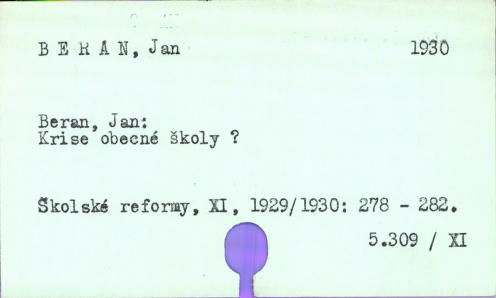 B E R A N, Jan 1930
Beran, Jan:
Krise obecné školy ?
Školské reformy, XI, 1929/1930: 278 - 282.
5.309 / XI